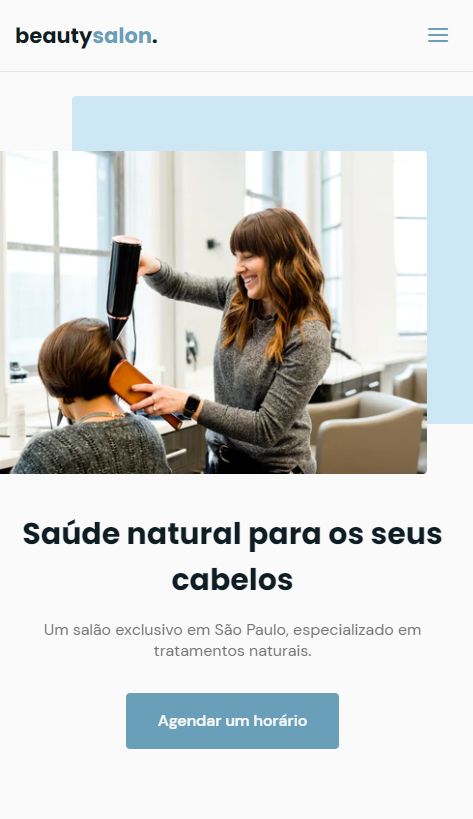 beautysalon.
Saúde natural para os seus
cabelos
Um salão exclusivo em São Paulo, especializado em
tratamentos naturais.
Agendar um horário